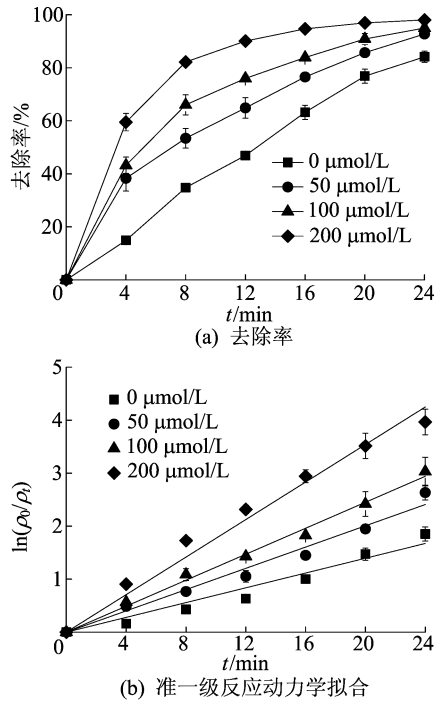 100
80
60
40
20
0
去除率/%
0 μmol/L
50 μmol/L
100 μmol/L
200 μmol/L
4 8 12 16 20 24
t/min
(a) 去除率
5
4
3
2
1
0
ln(ρ0/ρt)
0 μmol/L
50 μmol/L
100 μmol/L
200 μmol/L
4 8 12 16 20 24
t/min
(b) 准一级反应动力学拟合